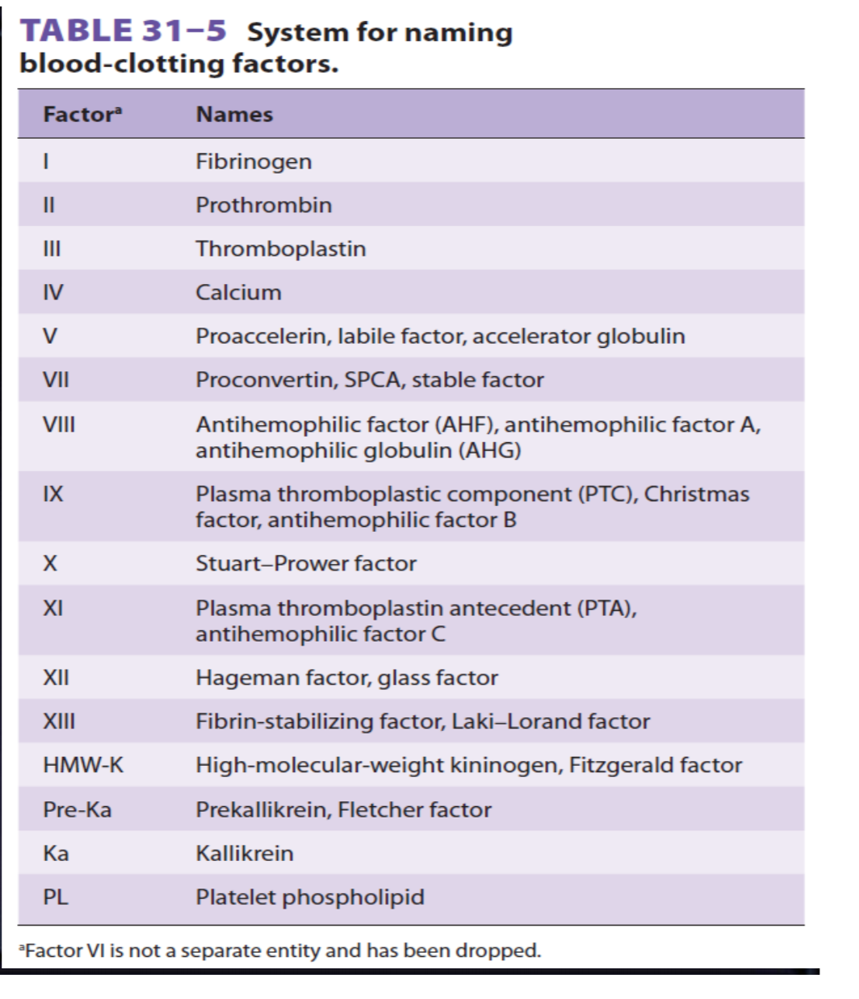 TABLE 31–5 System for naming
blood-clotting factors.
Factorᵃ Names
I Fibrinogen
II Prothrombin
III Thromboplastin
IV Calcium
V Proaccelerin, labile factor, accelerator globulin
VII Proconvertin, SPCA, stable factor
VIII Antihemophilic factor (AHF), antihemophilic factor A,
antihemophilic globulin (AHG)
IX Plasma thromboplastic component (PTC), Christmas
factor, antihemophilic factor B
X Stuart–Prower factor
XI Plasma thromboplastin antecedent (PTA),
antihemophilic factor C
XII Hageman factor, glass factor
XIII Fibrin-stabilizing factor, Laki–Lorand factor
HMW-K High-molecular-weight kininogen, Fitzgerald factor
Pre-Ka Prekallikrein, Fletcher factor
Ka Kallikrein
PL Platelet phospholipid
ᵃFactor VI is not a separate entity and has been dropped.